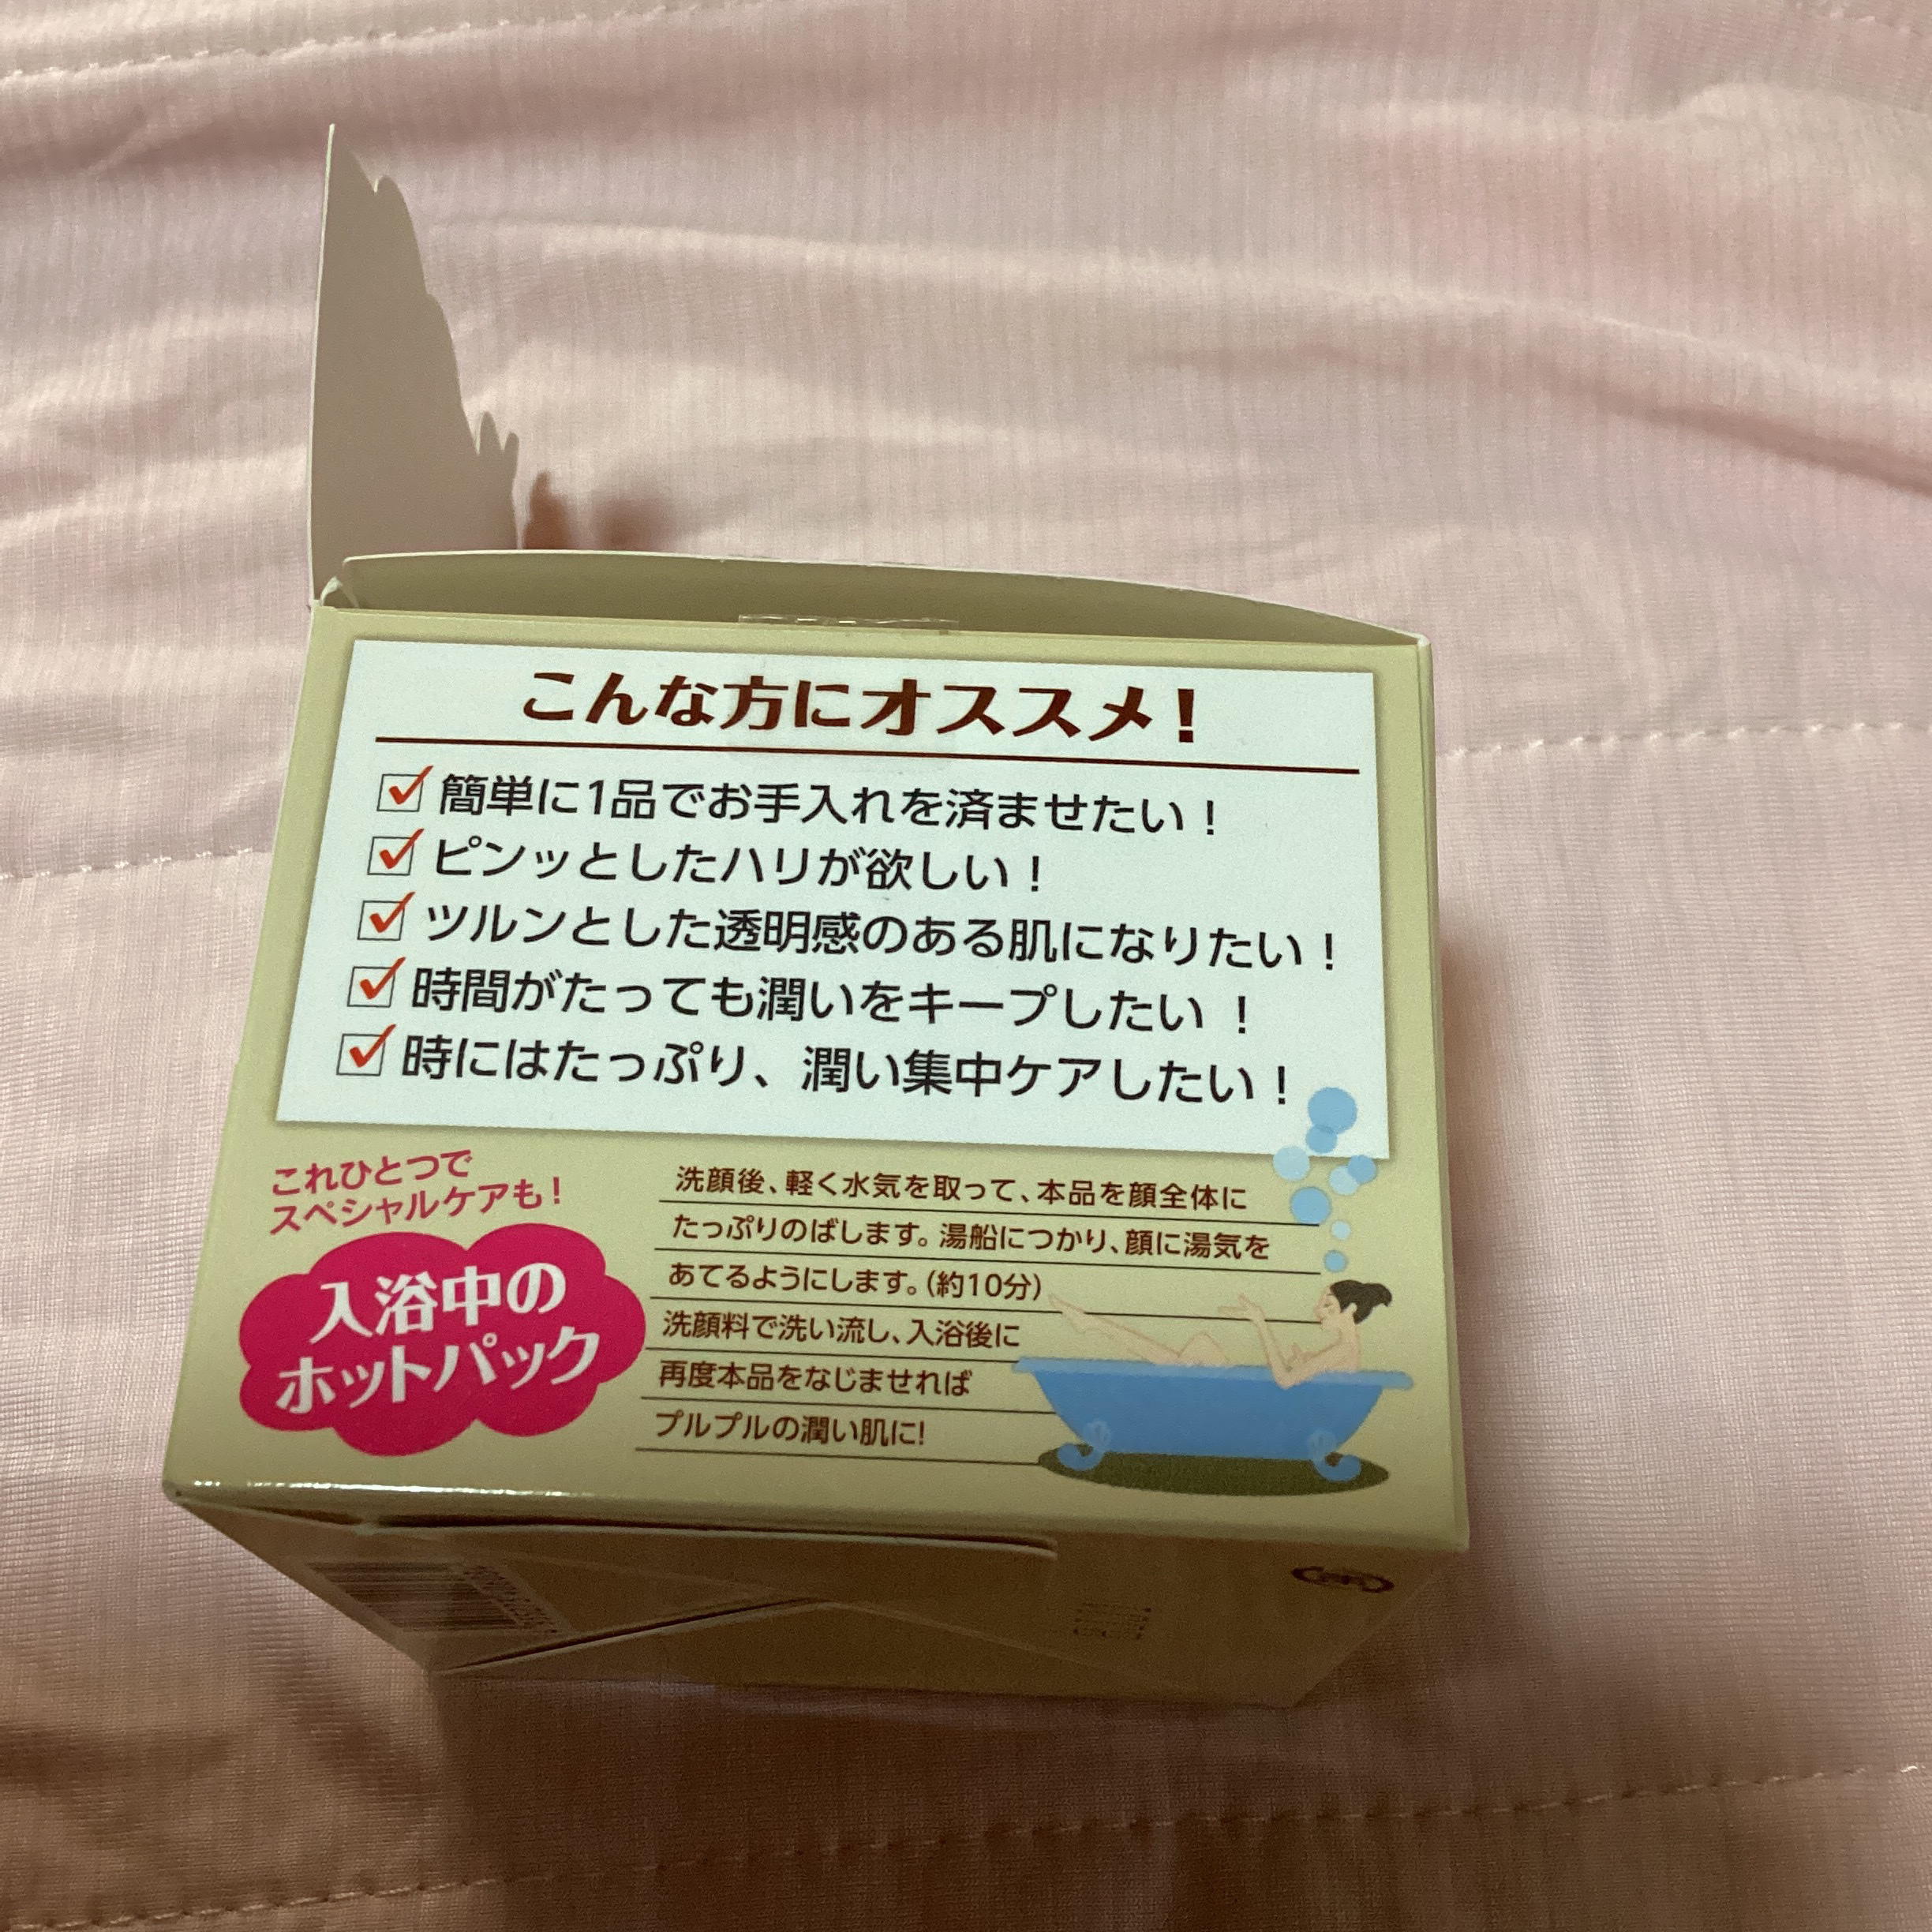 こんな方にオススメ！
簡単に1品でお手入れを済ませたい！
ピンッとしたハリが欲しい！
ツルンとした透明感のある肌になりたい！
時間がたっても潤いをキープしたい ！
時にはたっぷり、潤い集中ケアしたい！
これひとつで
スペシャルケアも！
入浴中の
ホットパック
洗顔後、軽く水気を取って、本品を顔全体に
たっぷりのばします。湯船につかり、顔に湯気を
あてるようにします。（約10分）
洗顔料で洗い流し、入浴後に
再度本品をなじませれば
プルプルの潤い肌に！